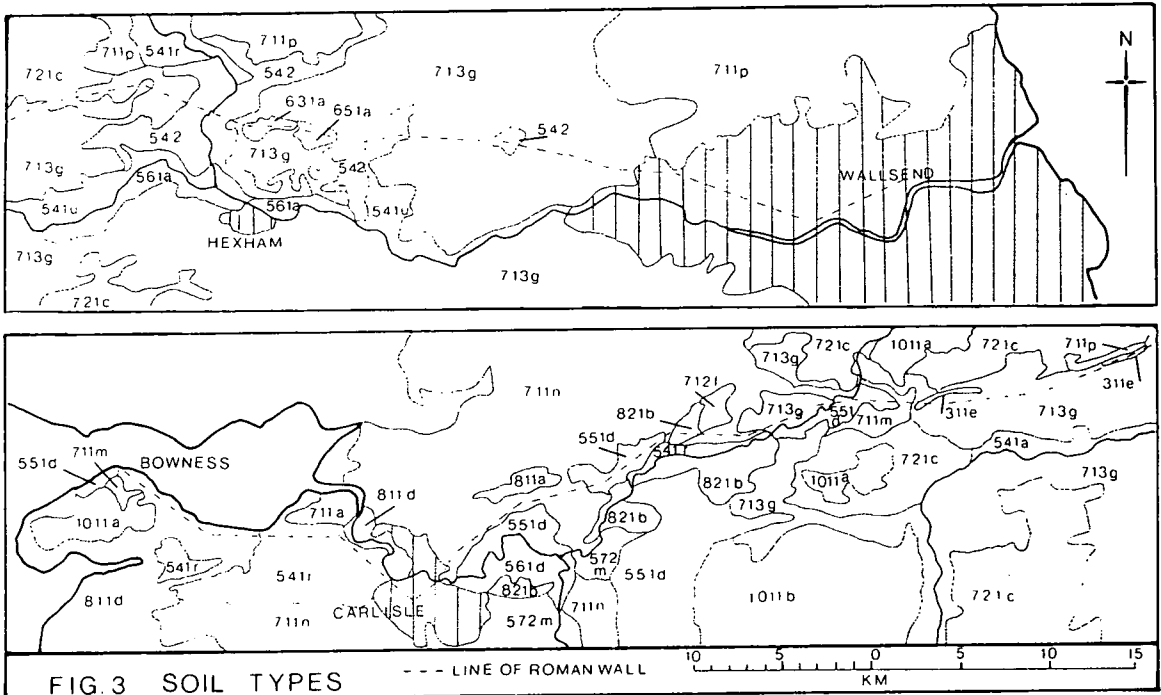 711p
541r
711p
721c
542
713g
711p
N
631a
651a
542
542
713g
713g
542
WALLSEND
561a
561a
541u
541u
HEXHAM
713g
713g
721c
711n
713g
721c
1011a
721c
711p
712f
311e
821b
713g
551d
711m
311e
713g
551d
541r
541a
551d
711m
BOWNESS
721c
713g
811a
821b
1011a
811d
1011a
711a
551d
821b
713g
541r
541r
561d
572m
551d
811d
CARLISLE
821b
711n
1011b
721c
711n
572m
FIG. 3 SOIL TYPES
--- LINE OF ROMAN WALL
10 5 0 5 10 15
KM